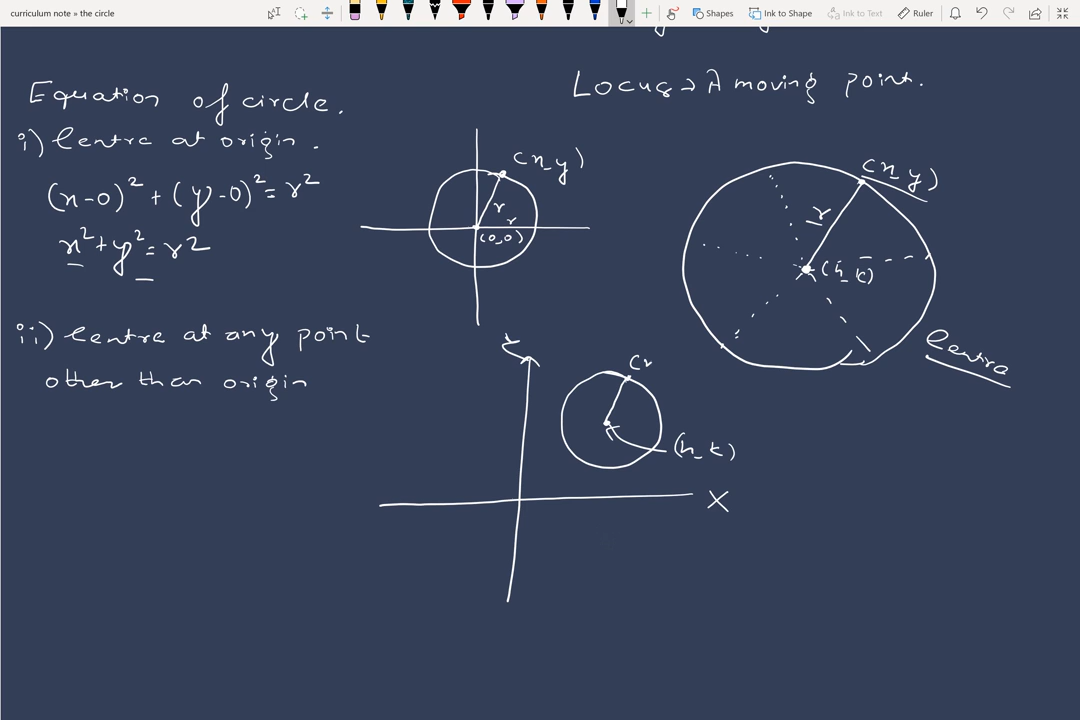 curriculum note » the circle
Shapes
Ink to Shape
Ink to Text
Ruler
Equation of circle.
i) Centre at origin.
(x-0)² + (y-0)² = r²
x² + y² = r²
ii) Centre at any point
other than origin
Locus → A moving point.
(x, y)
r
r
(0,0)
(x, y)
r
(h, k)
Centre
Y
(x
(h, k)
X